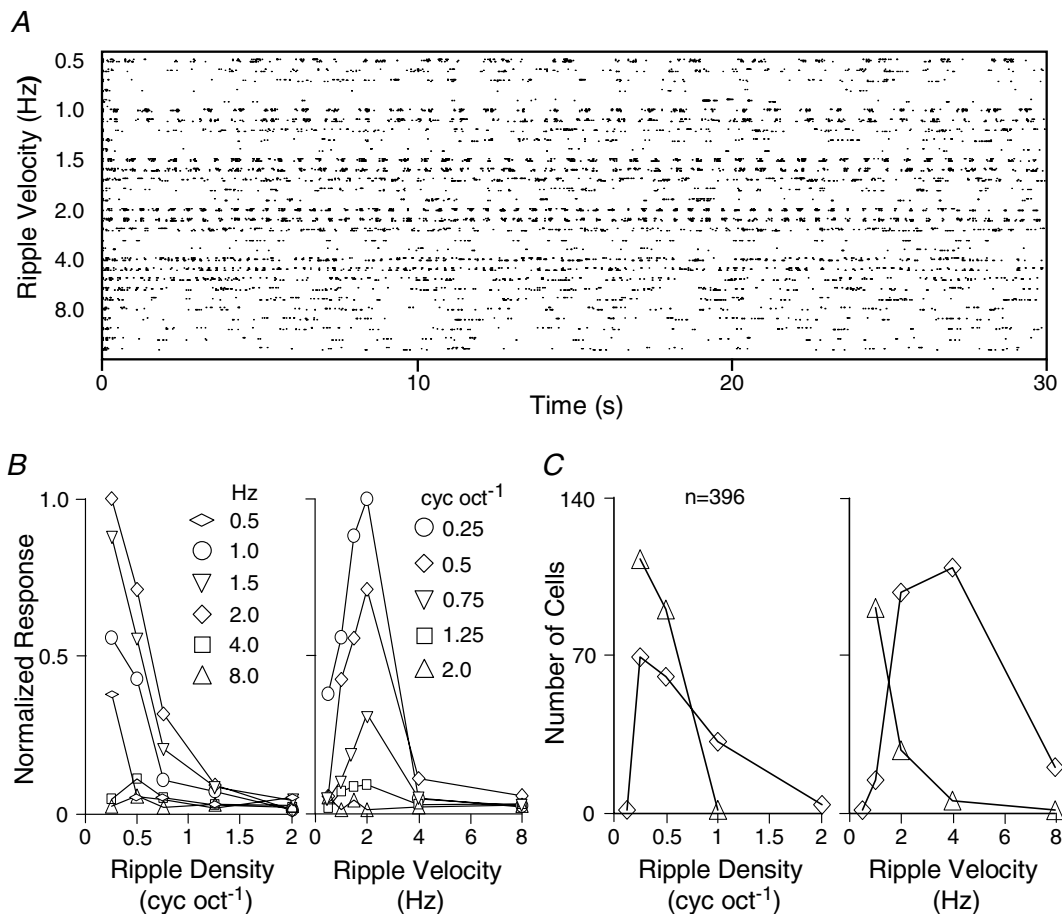 A
Ripple Velocity (Hz)
0.5
1.0
1.5
2.0
4.0
8.0
0
10
20
30
Time (s)
B
Normalized Response
1.0
0.5
0
Hz
0.5
1.0
1.5
2.0
4.0
8.0
0
0.5
1
1.5
2
Ripple Density
(cyc oct-1)
cyc oct-1
0.25
0.5
0.75
1.25
2.0
0
2
4
6
8
Ripple Velocity
(Hz)
C
Number of Cells
140
70
0
n=396
0
0.5
1
1.5
2
Ripple Density
(cyc oct-1)
0
2
4
6
8
Ripple Velocity
(Hz)